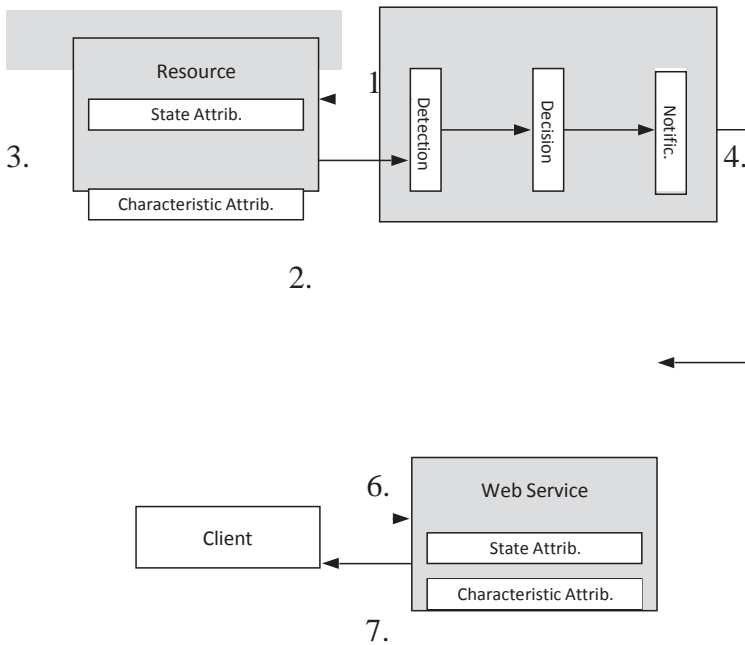 Resource
1
State Attrib.
Detection
Decision
Notific.
3.
4.
Characteristic Attrib.
2.
6.
Web Service
Client
State Attrib.
Characteristic Attrib.
7.